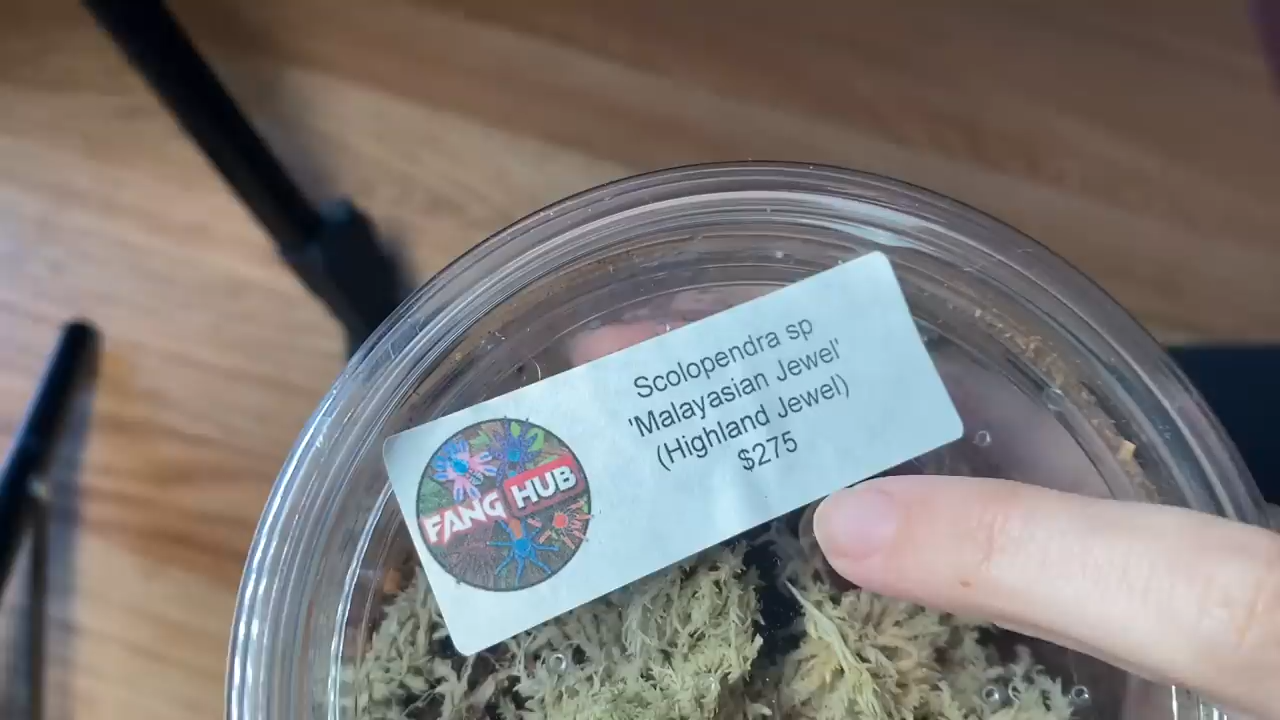 Scolopendra sp
'Malayasian Jewel'
(Highland Jewel)
$275
FANG HUB